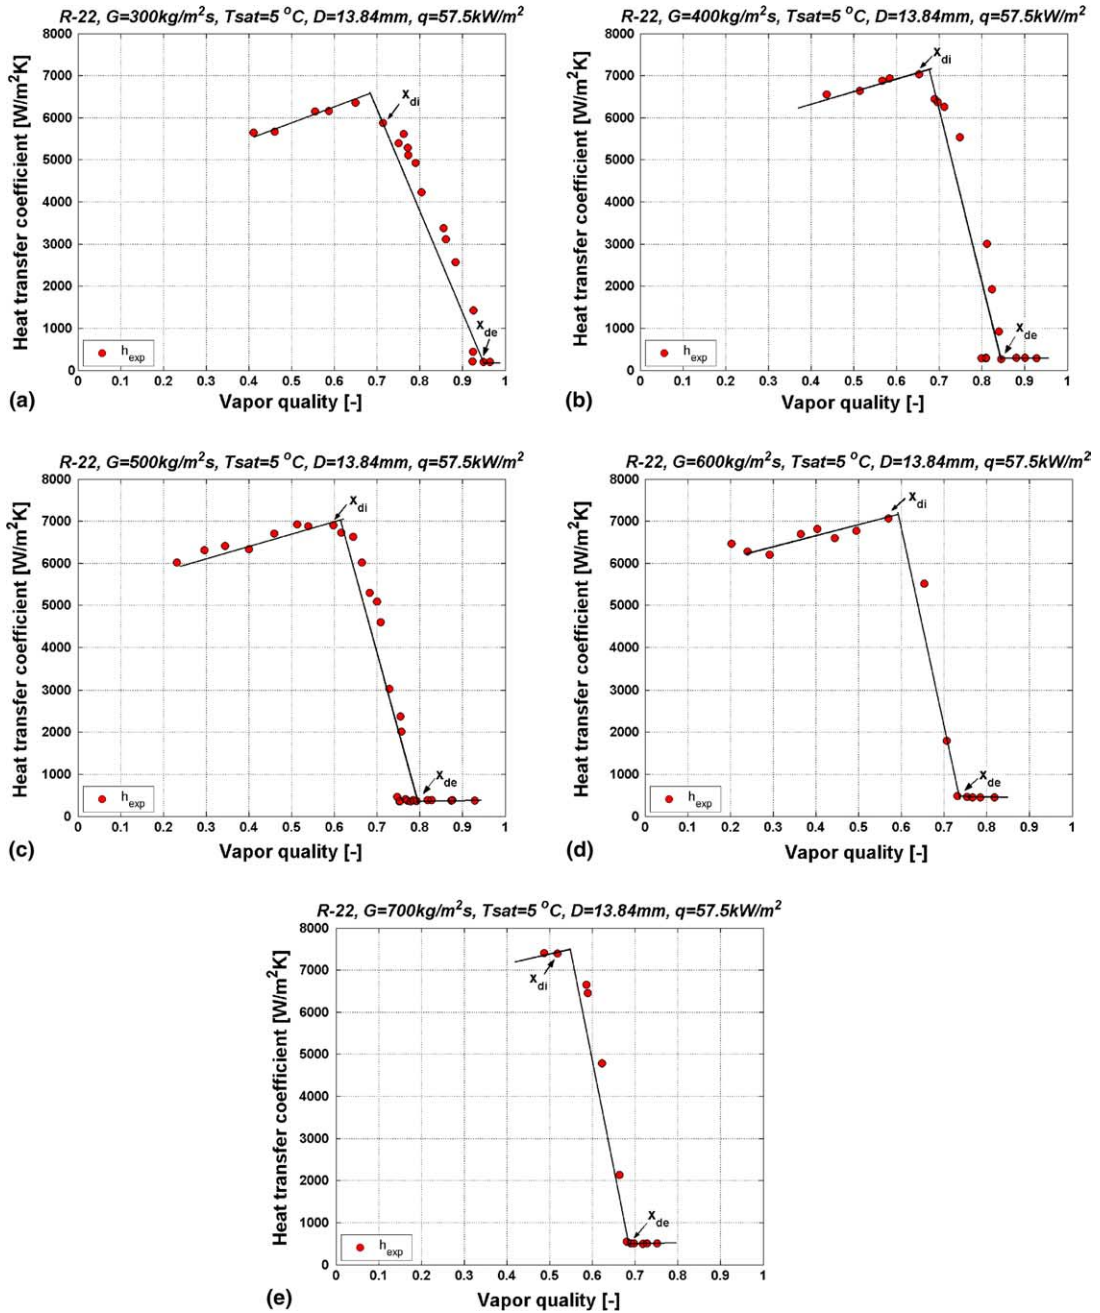 R-22, G=300kg/m²s, Tsat=5 °C, D=13.84mm, q=57.5kW/m²
Heat transfer coefficient [W/m²K]
8000
7000
6000
5000
4000
3000
2000
1000
0
x_di
x_de
h_exp
0 0.1 0.2 0.3 0.4 0.5 0.6 0.7 0.8 0.9 1
Vapor quality [-]
(a)
R-22, G=400kg/m²s, Tsat=5 °C, D=13.84mm, q=57.5kW/m²
Heat transfer coefficient [W/m²K]
8000
7000
6000
5000
4000
3000
2000
1000
0
x_di
x_de
h_exp
0 0.1 0.2 0.3 0.4 0.5 0.6 0.7 0.8 0.9 1
Vapor quality [-]
(b)
R-22, G=500kg/m²s, Tsat=5 °C, D=13.84mm, q=57.5kW/m²
Heat transfer coefficient [W/m²K]
8000
7000
6000
5000
4000
3000
2000
1000
0
x_di
x_de
h_exp
0 0.1 0.2 0.3 0.4 0.5 0.6 0.7 0.8 0.9 1
Vapor quality [-]
(c)
R-22, G=600kg/m²s, Tsat=5 °C, D=13.84mm, q=57.5kW/m²
Heat transfer coefficient [W/m²K]
8000
7000
6000
5000
4000
3000
2000
1000
0
x_di
x_de
h_exp
0 0.1 0.2 0.3 0.4 0.5 0.6 0.7 0.8 0.9 1
Vapor quality [-]
(d)
R-22, G=700kg/m²s, Tsat=5 °C, D=13.84mm, q=57.5kW/m²
Heat transfer coefficient [W/m²K]
8000
7000
6000
5000
4000
3000
2000
1000
0
x_di
x_de
h_exp
0 0.1 0.2 0.3 0.4 0.5 0.6 0.7 0.8 0.9 1
Vapor quality [-]
(e)